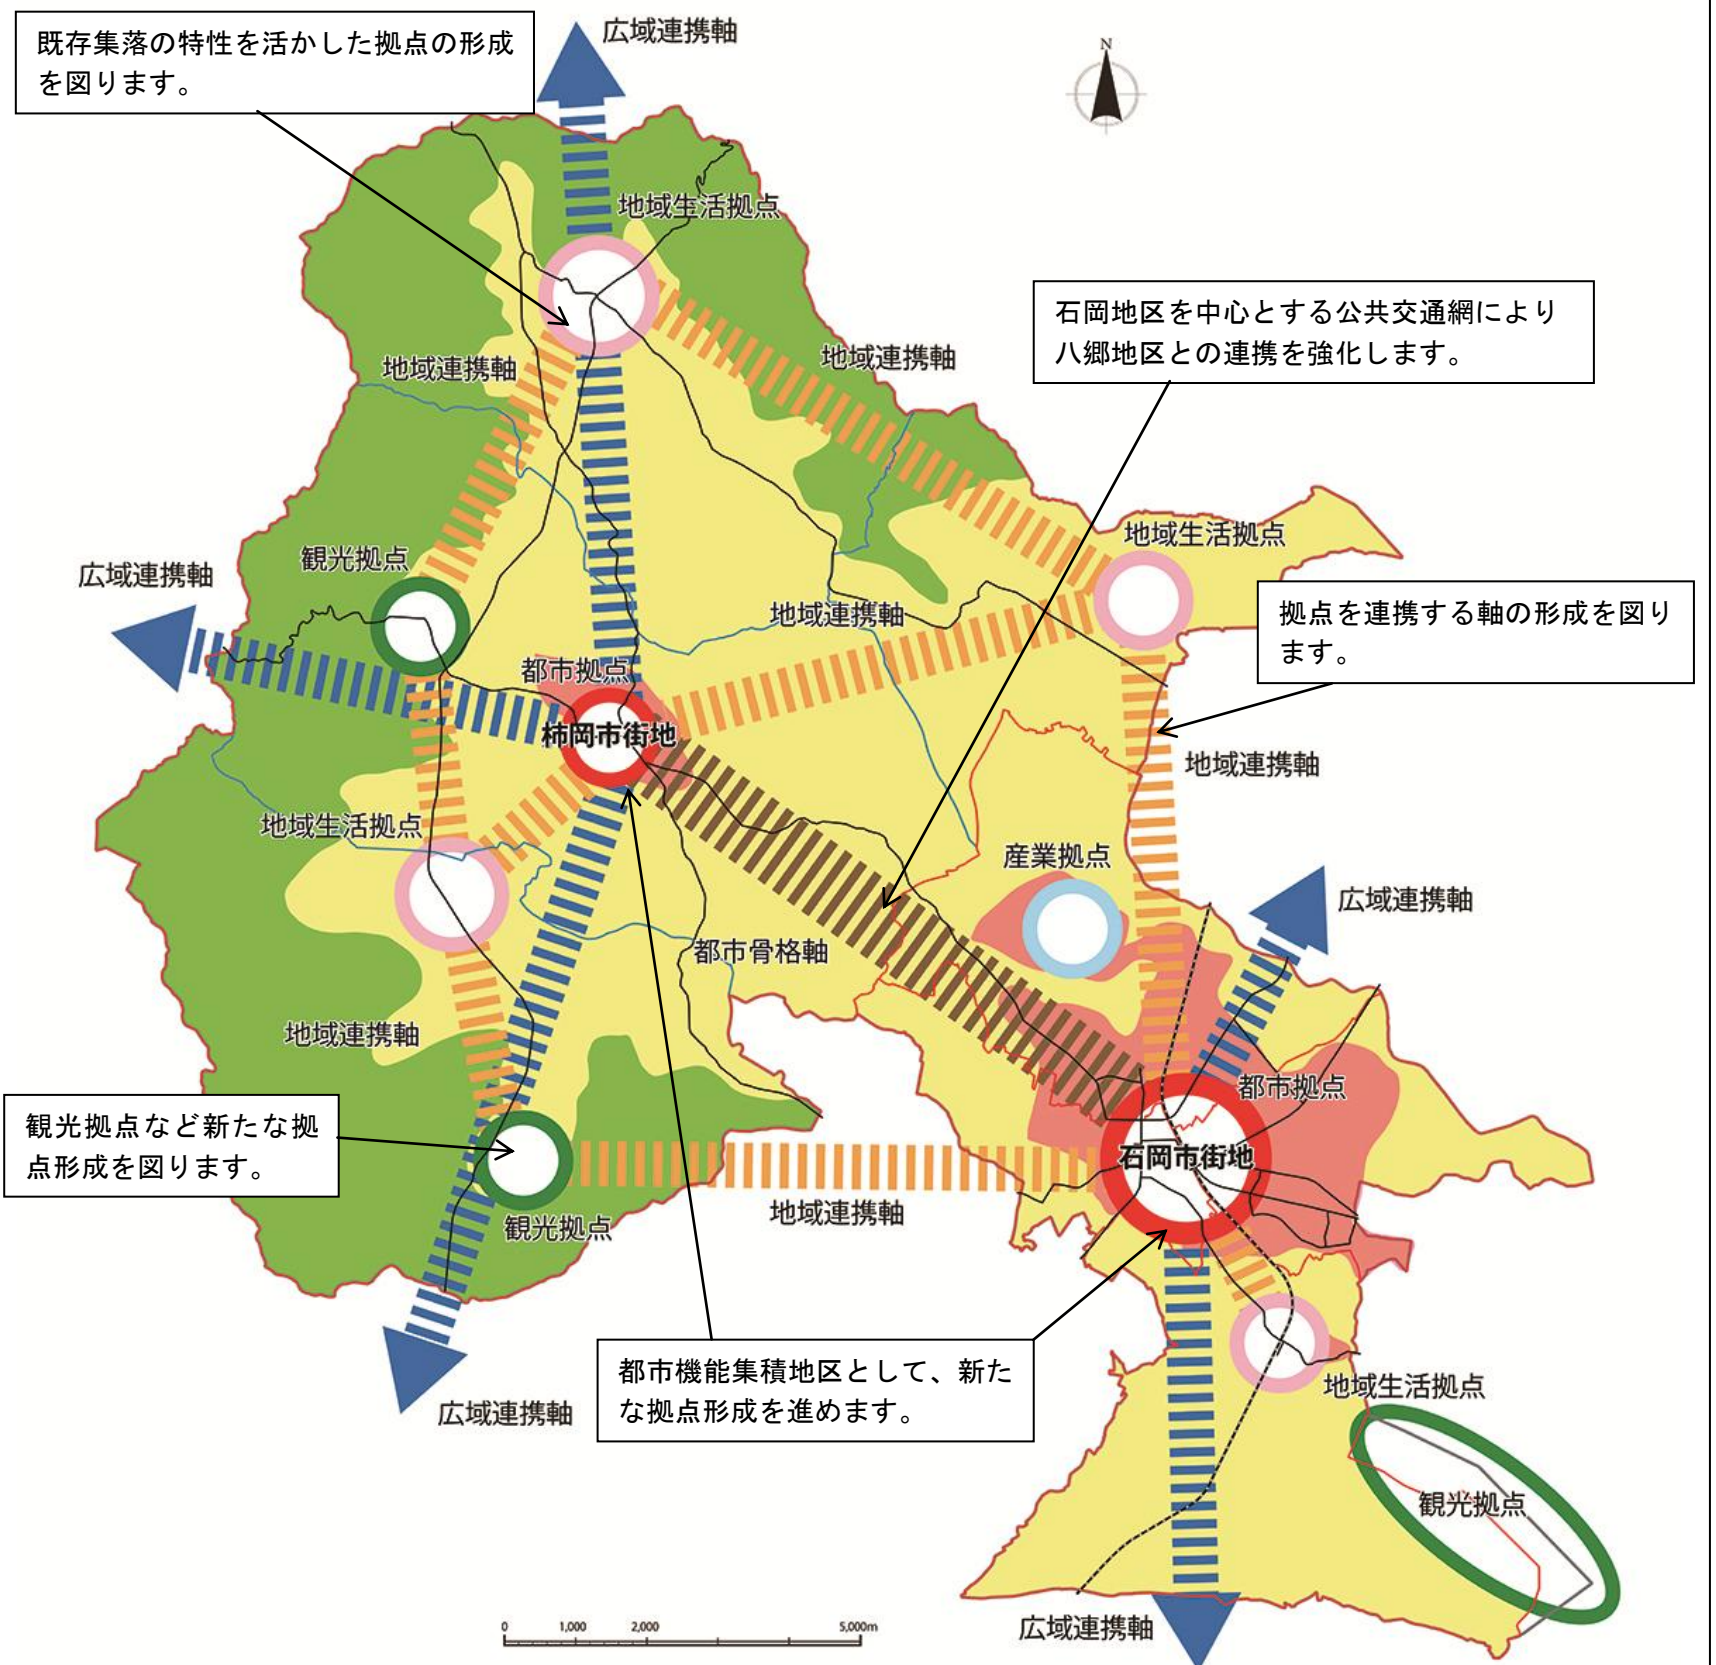 広域連携軸
既存集落の特性を活かした拠点の形成
を図ります。
N
地域生活拠点
石岡地区を中心とする公共交通網により
八郷地区との連携を強化します。
地域連携軸
地域連携軸
地域生活拠点
観光拠点
広域連携軸
拠点を連携する軸の形成を図り
ます。
地域連携軸
都市拠点
柿岡市街地
地域連携軸
地域生活拠点
産業拠点
広域連携軸
都市骨格軸
地域連携軸
都市拠点
観光拠点など新たな拠
点形成を図ります。
石岡市街地
地域連携軸
観光拠点
都市機能集積地区として、新た
な拠点形成を進めます。
地域生活拠点
広域連携軸
観光拠点
広域連携軸
0 1,000 2,000 5,000m